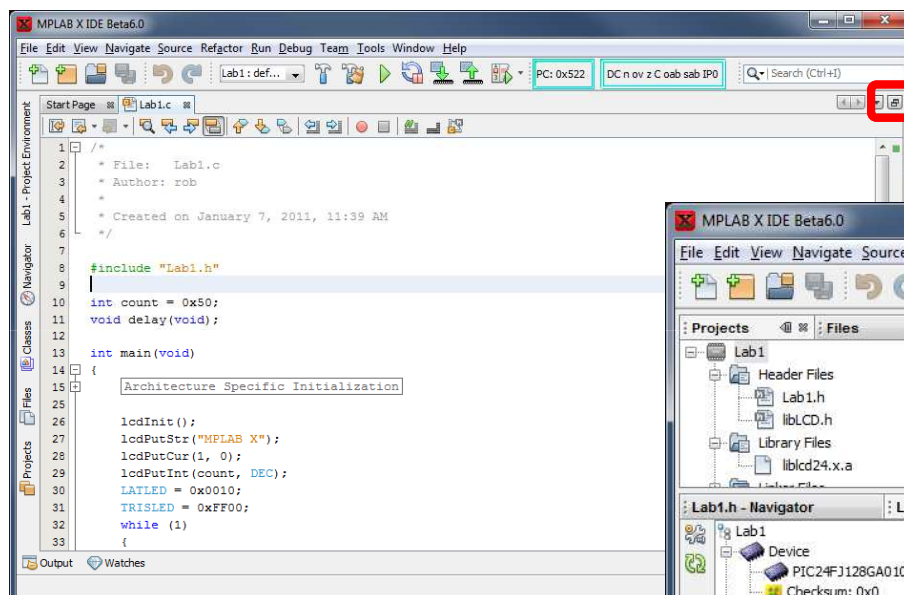 MPLAB X IDE Beta6.0
File Edit View Navigate Source Refactor Run Debug Team Tools Window Help
Lab1 : def... PC: 0x522 DC n ov z C oab sab IP0 Search (Ctrl+I)
Start Page Lab1.c
Lab1 - Project Environment
Navigator
Classes
Files
Projects
1 /*
2 * File: Lab1.c
3 * Author: rob
4 *
5 * Created on January 7, 2011, 11:39 AM
6 */
7
8 #include "Lab1.h"
9
10 int count = 0x50;
11 void delay(void);
12
13 int main(void)
14 {
15 Architecture Specific Initialization
25
26 lcdInit();
27 lcdPutStr("MPLAB X");
28 lcdPutCur(1, 0);
29 lcdPutInt(count, DEC);
30 LATLED = 0x0010;
31 TRISLED = 0xFF00;
32 while (1)
33 {
Output Watches
MPLAB X IDE Beta6.0
File Edit View Navigate Source
Projects Files
Lab1
Header Files
Lab1.h
libLCD.h
Library Files
liblcd24.x.a
Linker Files
Lab1.h - Navigator L
Lab1
Device
PIC24FJ128GA010
Checksum: 0x0